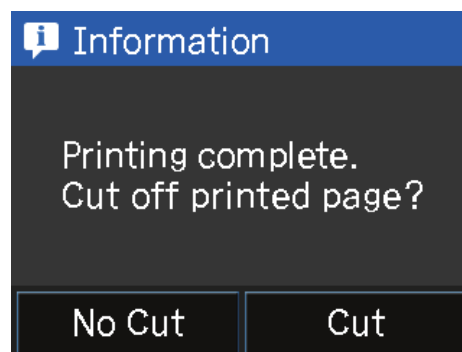 Information
Printing complete.
Cut off printed page?
No Cut
Cut